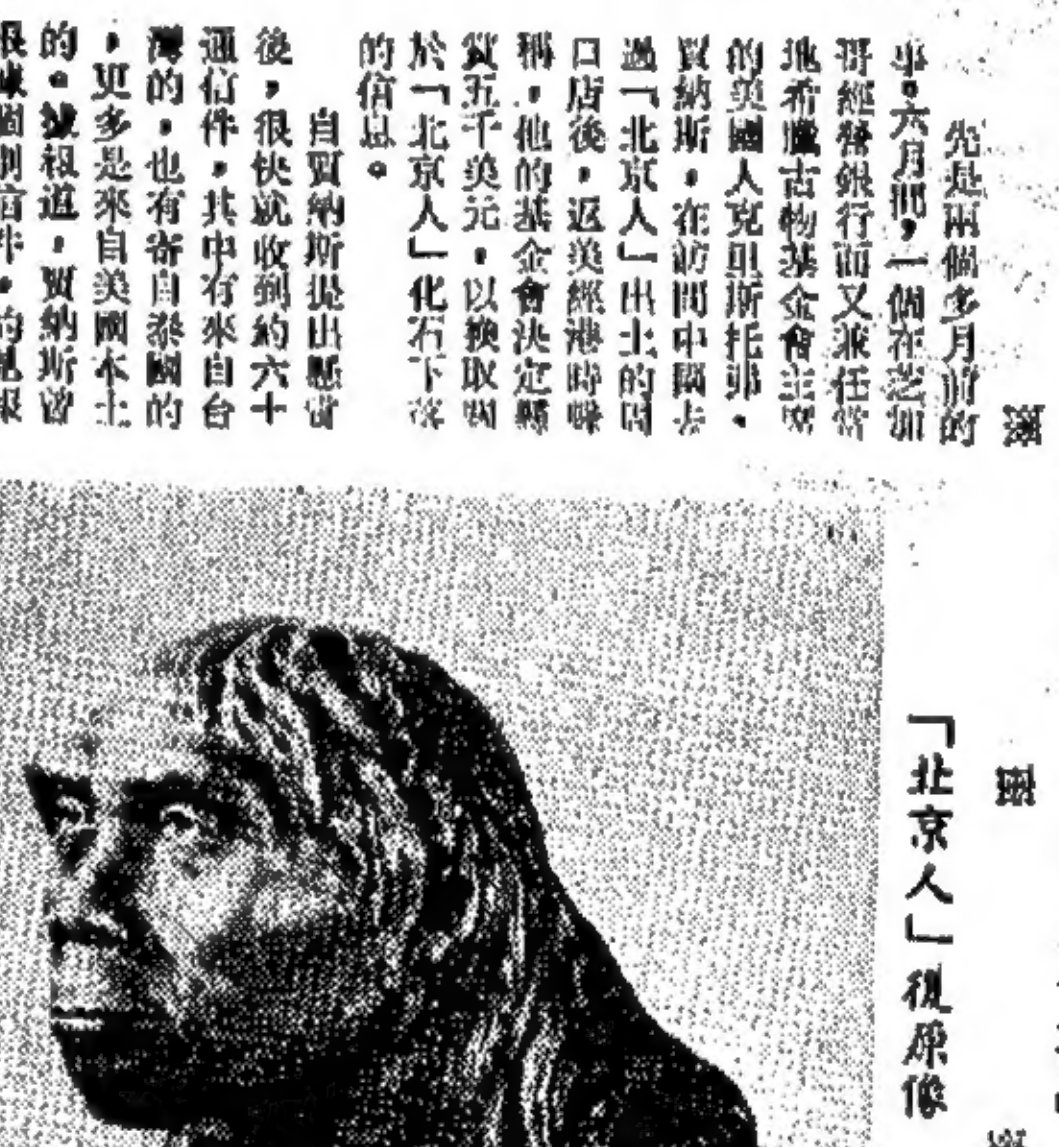 先是兩個多月前的
事。六月間,一個在芝加
哥經營銀行而又兼任當
地希臘古物基金會主席
的美國人克里斯托弗·
賈納斯,在訪問中國去
過「北京人」出土的周
口店後,返美經港時
稱,他的基金會決定懸
賞五千美元,以換取關
於「北京人」化石下落
的信息。
自賈納斯提出懸賞
後,很快就收到約六十
通信件,其中有來自台
灣的,也有寄自泰國的
,更多是來自美國本土
的。據報道,賈納斯曾
「北京人」復原像